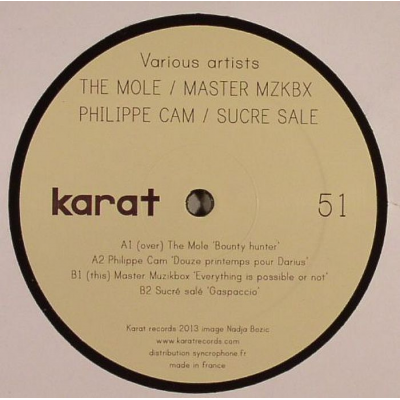 Various artists
THE MOLE / MASTER MZKBX
PHILIPPE CAM / SUCRE SALE
karat 51
A1 (over) The Mole 'Bounty hunter'
A2 Philippe Cam 'Douze printemps pour Darius'
B1 (this) Master Muzikbox 'Everything is possible or not'
B2 Sucré salé 'Gaspaccio'
Karat records 2013 image Nadja Bozic
www.karatrecords.com
distribution syncrophone.fr
made in france